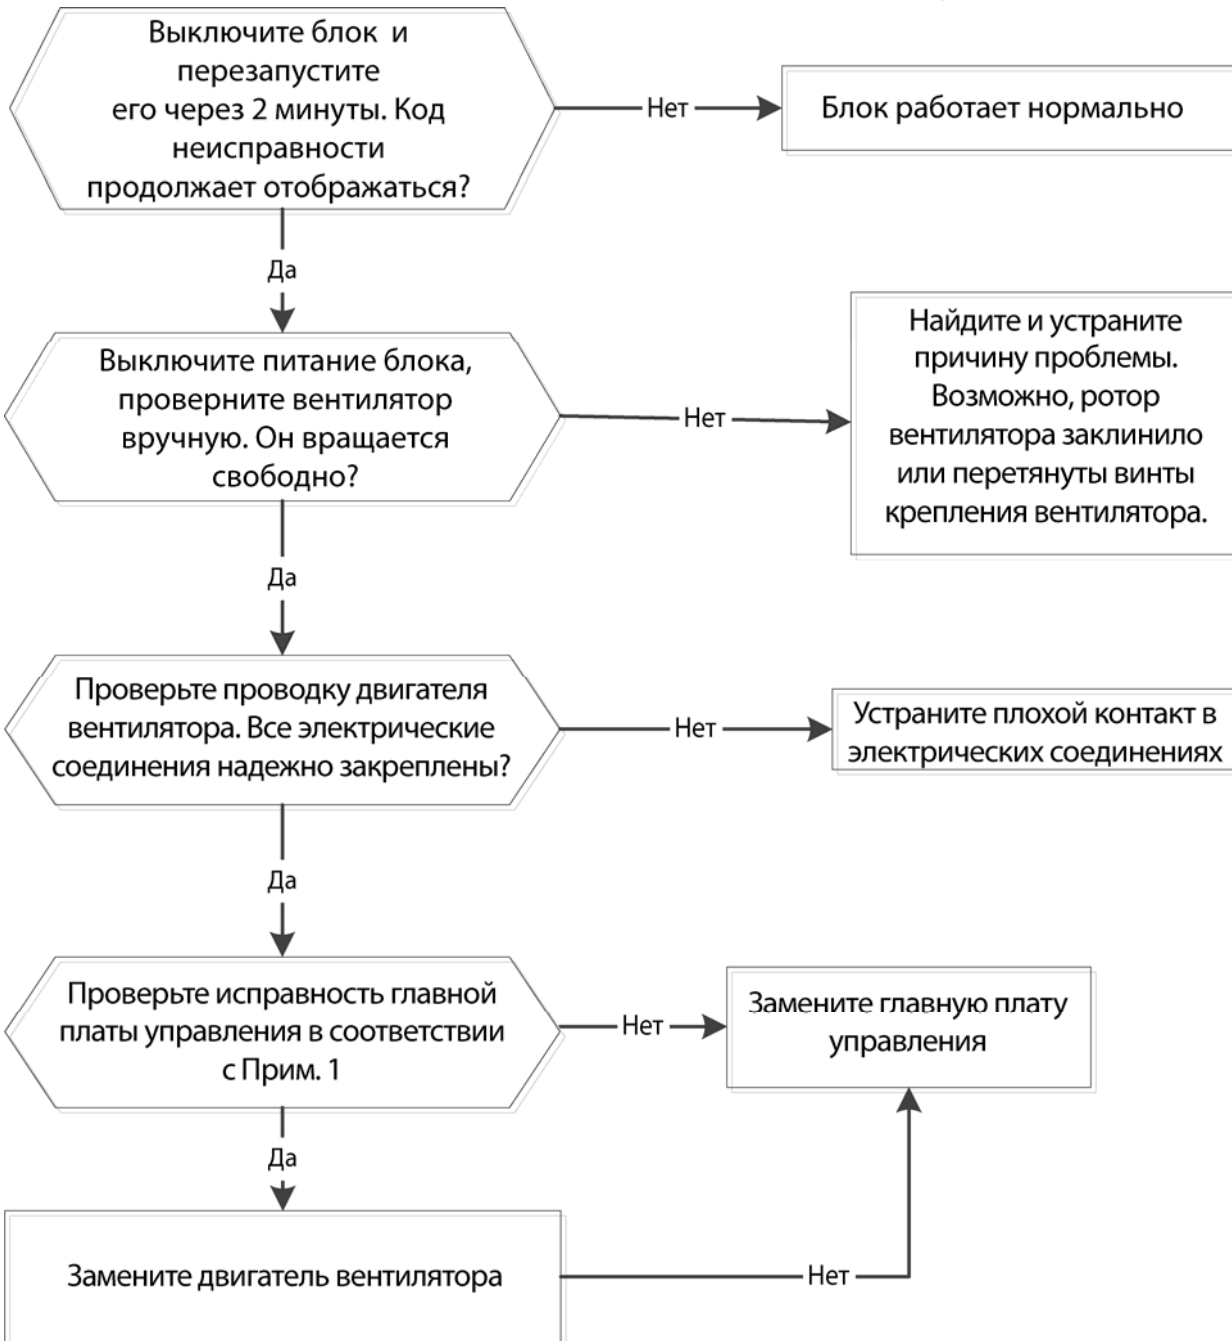 Выключите блок и
перезапустите
его через 2 минуты. Код
неисправности
продолжает отображаться?
Нет
Блок работает нормально
Да
Выключите питание блока,
проверните вентилятор
вручную. Он вращается
свободно?
Нет
Найдите и устраните
причину проблемы.
Возможно, ротор
вентилятора заклинило
или перетянуты винты
крепления вентилятора.
Да
Проверьте проводку двигателя
вентилятора. Все электрические
соединения надежно закреплены?
Нет
Устраните плохой контакт в
электрических соединениях
Да
Проверьте исправность главной
платы управления в соответствии
с Прим. 1
Нет
Замените главную плату
управления
Да
Замените двигатель вентилятора
Нет